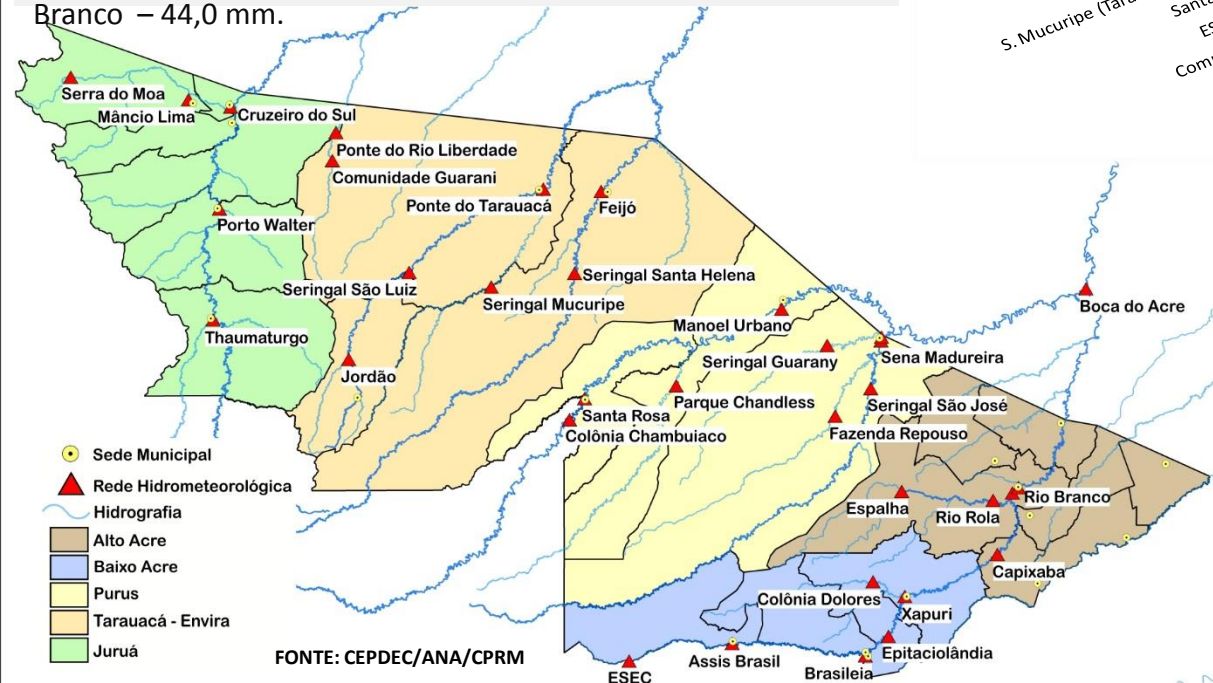 Branco – 44,0 mm.
S. Mucuripe
Serra do Moa
Mâncio Lima
Cruzeiro do Sul
Ponte do Rio Liberdade
Comunidade Guarani
Ponte do Tarauacá
Feijó
Porto Walter
Seringal São Luiz
Seringal Santa Helena
Seringal Mucuripe
Boca do Acre
Manoel Urbano
Thaumaturgo
Seringal Guarany
Sena Madureira
Jordão
Parque Chandless
Seringal São José
Santa Rosa
Colônia Chambuiaco
Fazenda Repouso
Sede Municipal
Rede Hidrometeorológica
Hidrografia
Alto Acre
Baixo Acre
Purus
Tarauacá - Envira
Juruá
Espalha
Rio Rola
Rio Branco
Capixaba
Colônia Dolores
Xapuri
Epitaciolândia
Assis Brasil
Brasileia
ESEC
FONTE: CEPDEC/ANA/CPRM